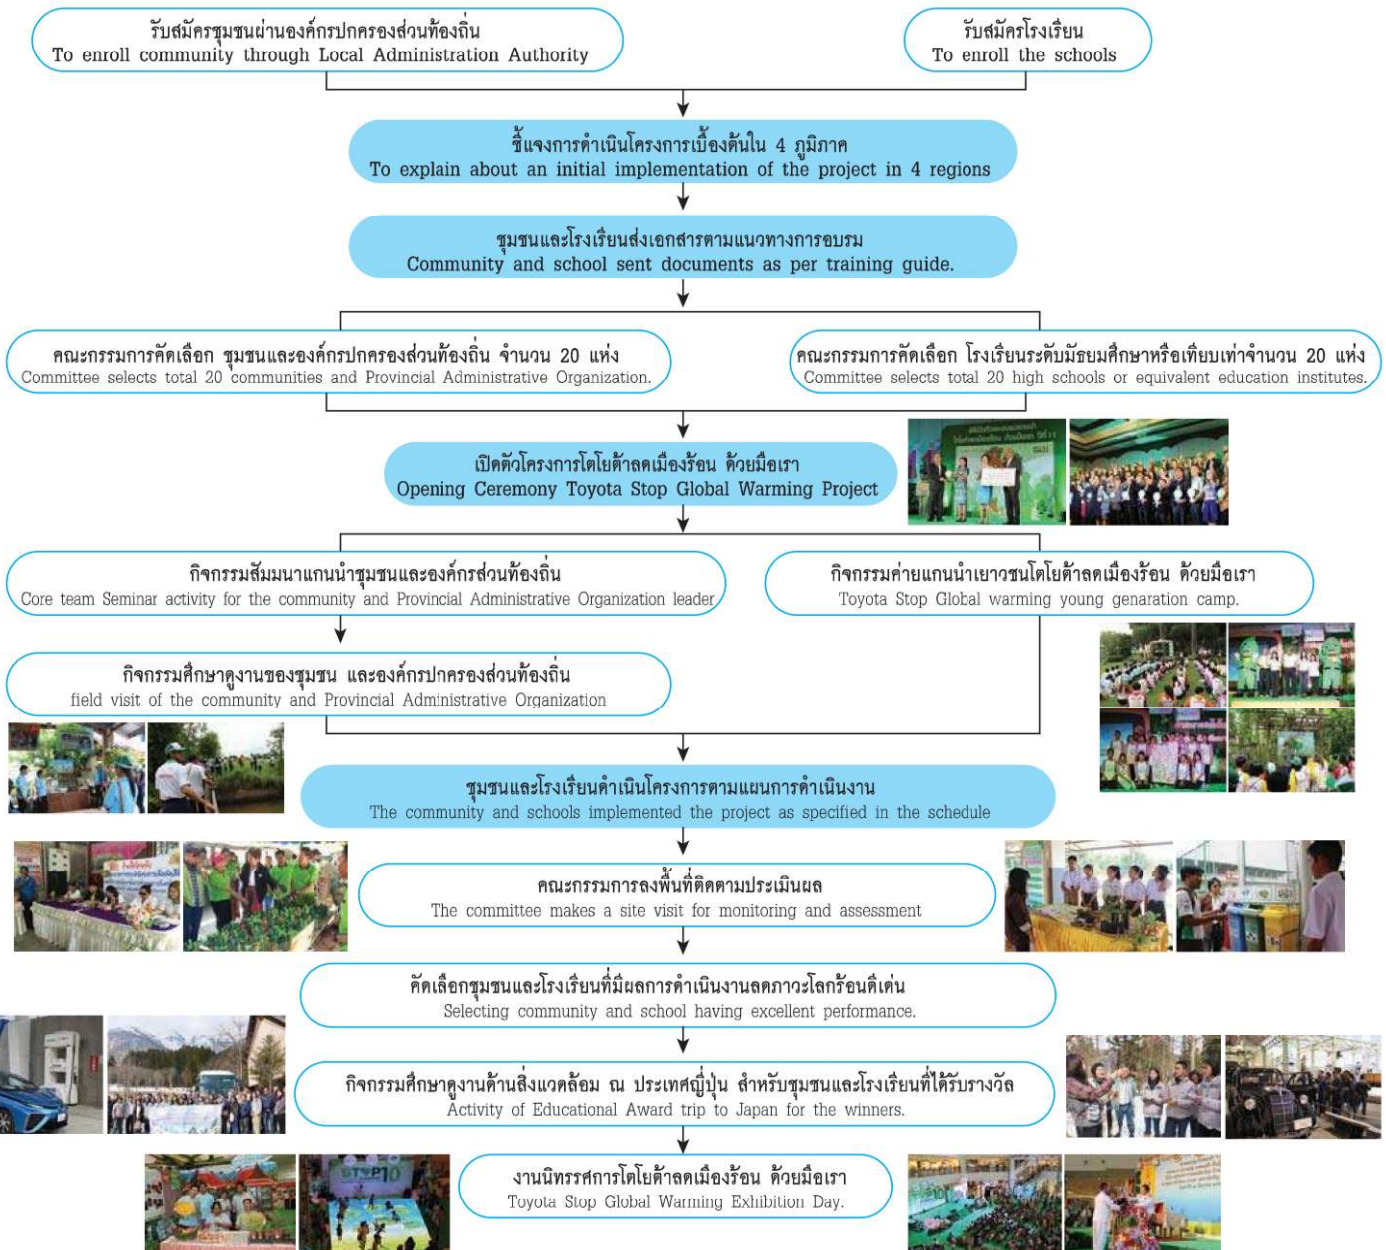 รับสมัครชุมชนผ่านองค์กรปกครองส่วนท้องถิ่น
To enroll community through Local Administration Authority
รับสมัครโรงเรียน
To enroll the schools
ชี้แจงการดำเนินโครงการเบื้องต้นใน 4 ภูมิภาค
To explain about an initial implementation of the project in 4 regions
ชุมชนและโรงเรียนส่งเอกสารตามแนวทางการอบรม
Community and school sent documents as per training guide.
คณะกรรมการคัดเลือก ชุมชนและองค์กรปกครองส่วนท้องถิ่น จำนวน 20 แห่ง
Committee selects total 20 communities and Provincial Administrative Organization.
คณะกรรมการคัดเลือก โรงเรียนระดับมัธยมศึกษาหรือเทียบเท่าจำนวน 20 แห่ง
Committee selects total 20 high schools or equivalent education institutes.
เปิดตัวโครงการโตโยต้าลดเมืองร้อน ด้วยมือเรา
Opening Ceremony Toyota Stop Global Warming Project
กิจกรรมสัมมนาแกนนำชุมชนและองค์กรส่วนท้องถิ่น
Core team Seminar activity for the community and Provincial Administrative Organization leader
กิจกรรมค่ายแกนนำเยาวชนโตโยต้าลดเมืองร้อน ด้วยมือเรา
Toyota Stop Global warming young genaration camp.
กิจกรรมศึกษาดูงานของชุมชน และองค์กรปกครองส่วนท้องถิ่น
field visit of the community and Provincial Administrative Organization
ชุมชนและโรงเรียนดำเนินโครงการตามแผนการดำเนินงาน
The community and schools implemented the project as specified in the schedule
คณะกรรมการลงพื้นที่ติดตามประเมินผล
The committee makes a site visit for monitoring and assessment
คัดเลือกชุมชนและโรงเรียนที่มีผลการดำเนินงานลดภาวะโลกร้อนดีเด่น
Selecting community and school having excellent performance.
กิจกรรมศึกษาดูงานด้านสิ่งแวดล้อม ณ ประเทศญี่ปุ่น สำหรับชุมชนและโรงเรียนที่ได้รับรางวัล
Activity of Educational Award trip to Japan for the winners.
งานนิทรรศการโตโยต้าลดเมืองร้อน ด้วยมือเรา
Toyota Stop Global Warming Exhibition Day.